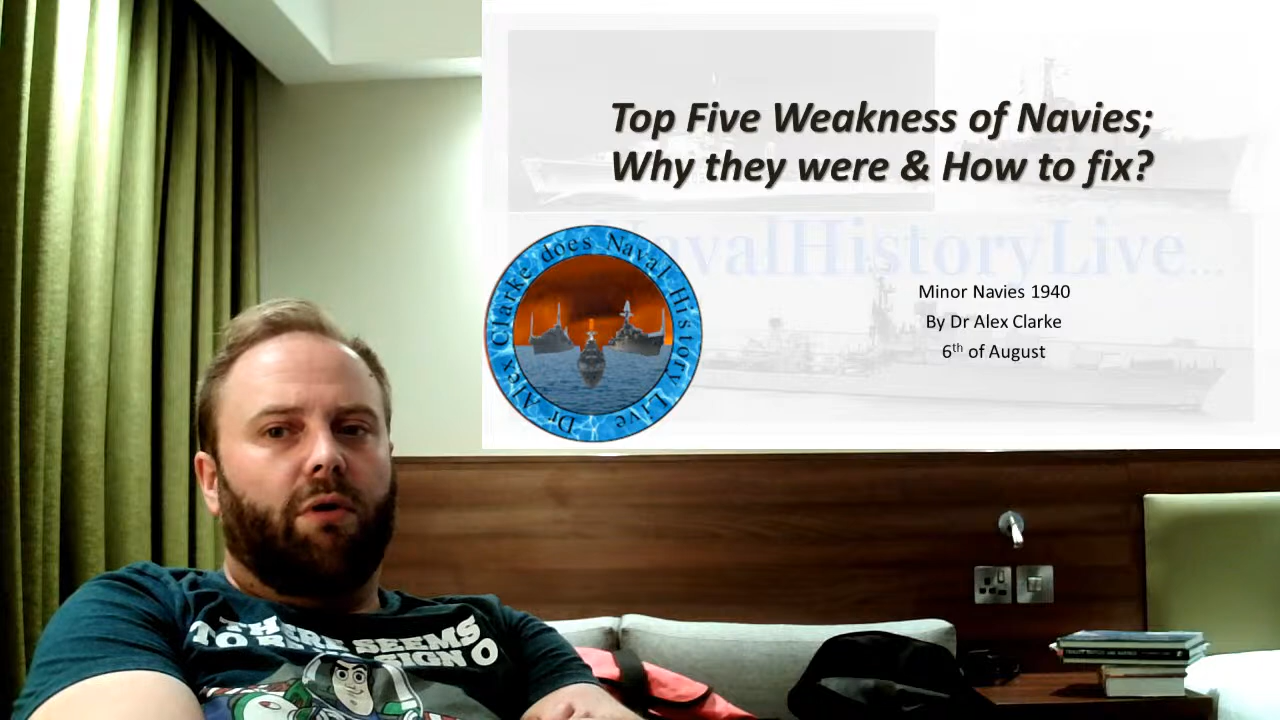 Top Five Weakness of Navies;
Why they were & How to fix?
NavalHistoryLive....
Minor Navies 1940
By Dr Alex Clarke
6th of August
Dr Alex Clarke does Naval History Live
THERE SEEMS
TO BE NO SIGN O